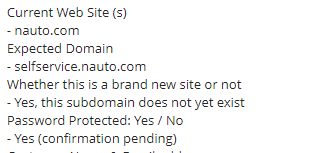 Current Web Site (s)
- nauto.com
Expected Domain
- selfservice.nauto.com
Whether this is a brand new site or not
- Yes, this subdomain does not yet exist
Password Protected: Yes / No
- Yes (confirmation pending)